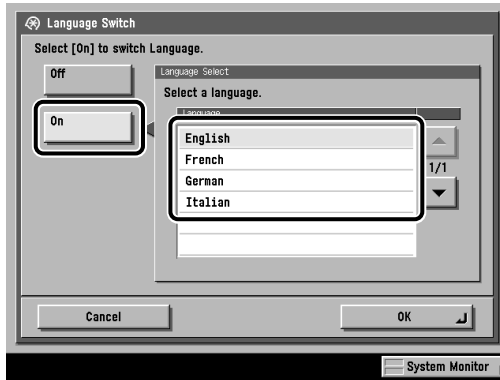 Language Switch
Select [On] to switch Language.
Off
Language Select
Select a language.
On
Language
English
French
1/1
German
Italian
Cancel
OK
System Monitor